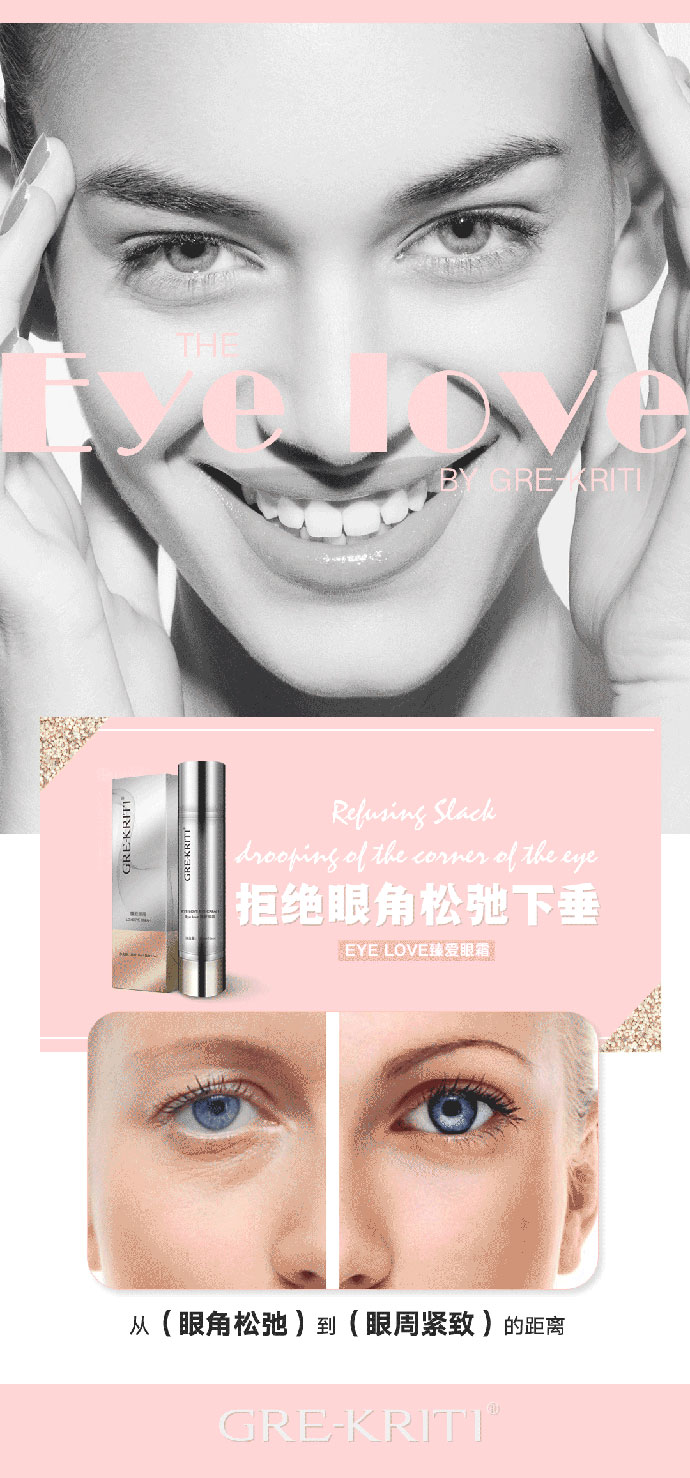 THE
Eye love
BY GRE-KRITI
GRE-KRITI
GRE-KRITI
Refusing Slack
drooping of the corner of the eye
拒绝眼角松弛下垂
EYE LOVE臻爱眼霜
从（眼角松弛）到（眼周紧致）的距离
GRE-KRITI®